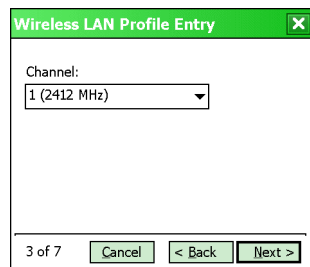 Wireless LAN Profile Entry
Channel:
1 (2412 MHz)
3 of 7 Cancel < Back Next >